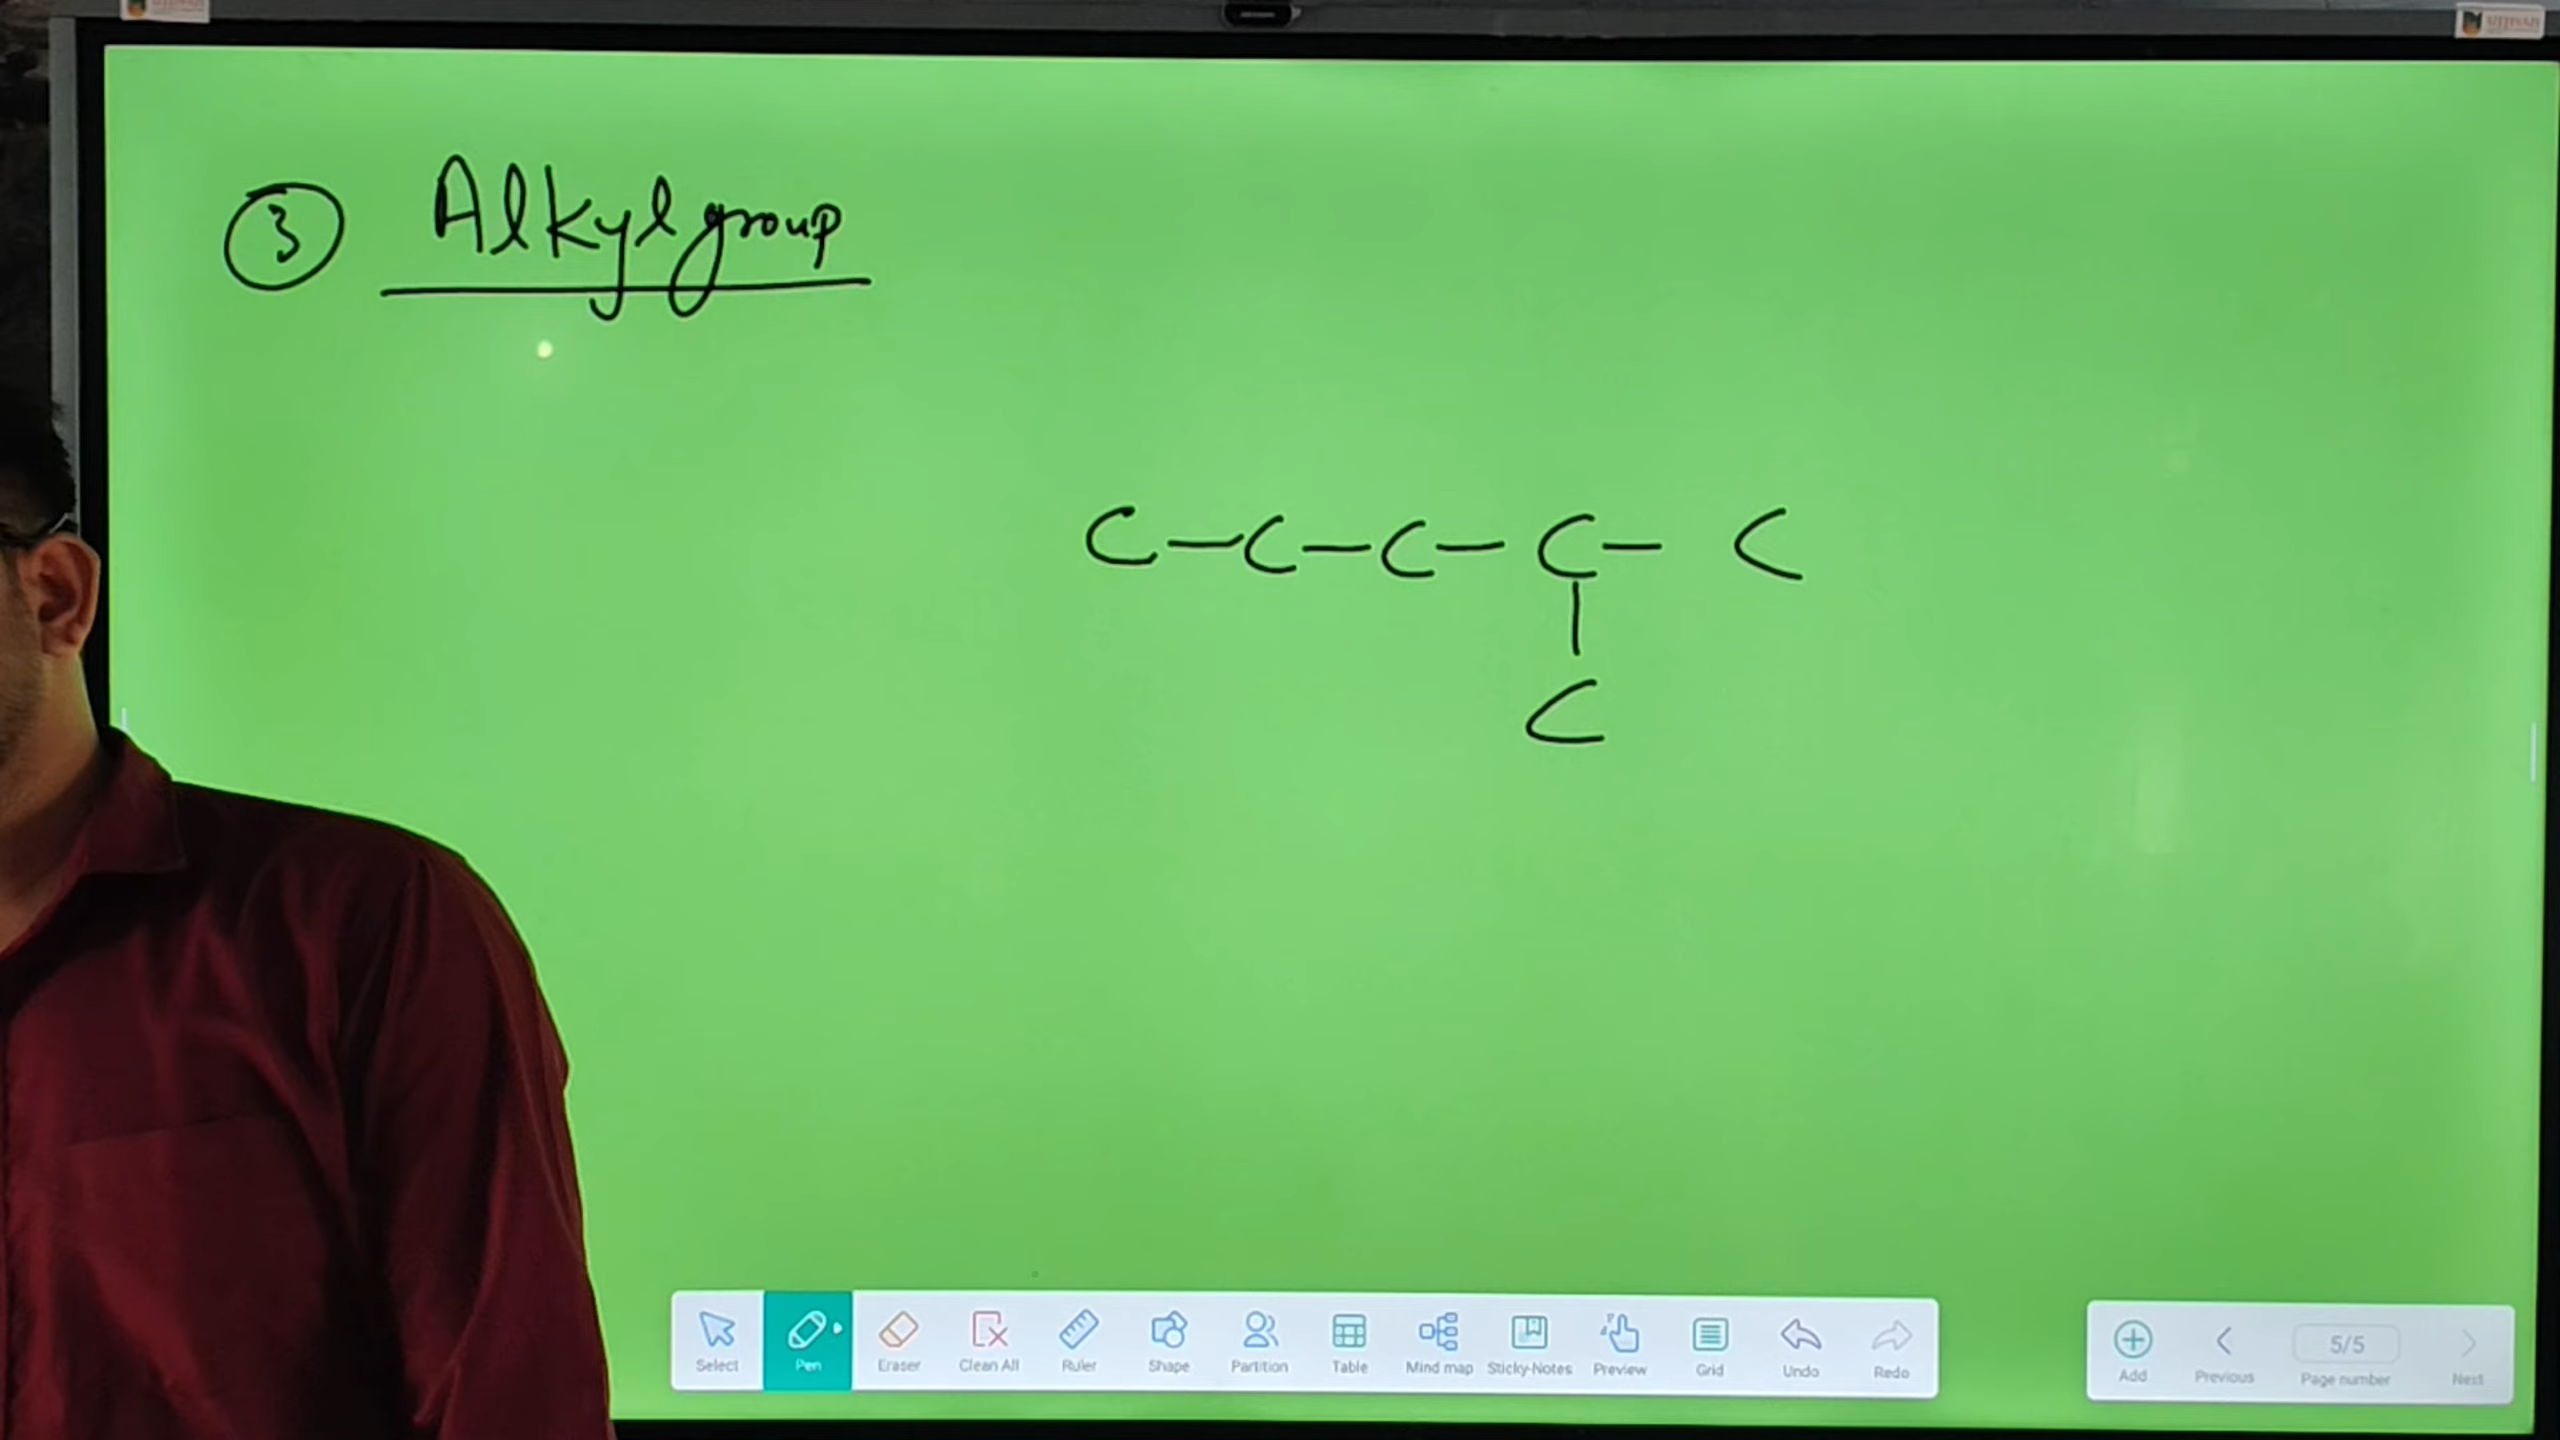 ③ Alkyl group
C—C—C—C— C
|
C
Select Pen Eraser Clean All Ruler Shape Partition Table Mind map Sticky-Notes Preview Grid Undo Redo
Add Previous 5/5 Page number Next